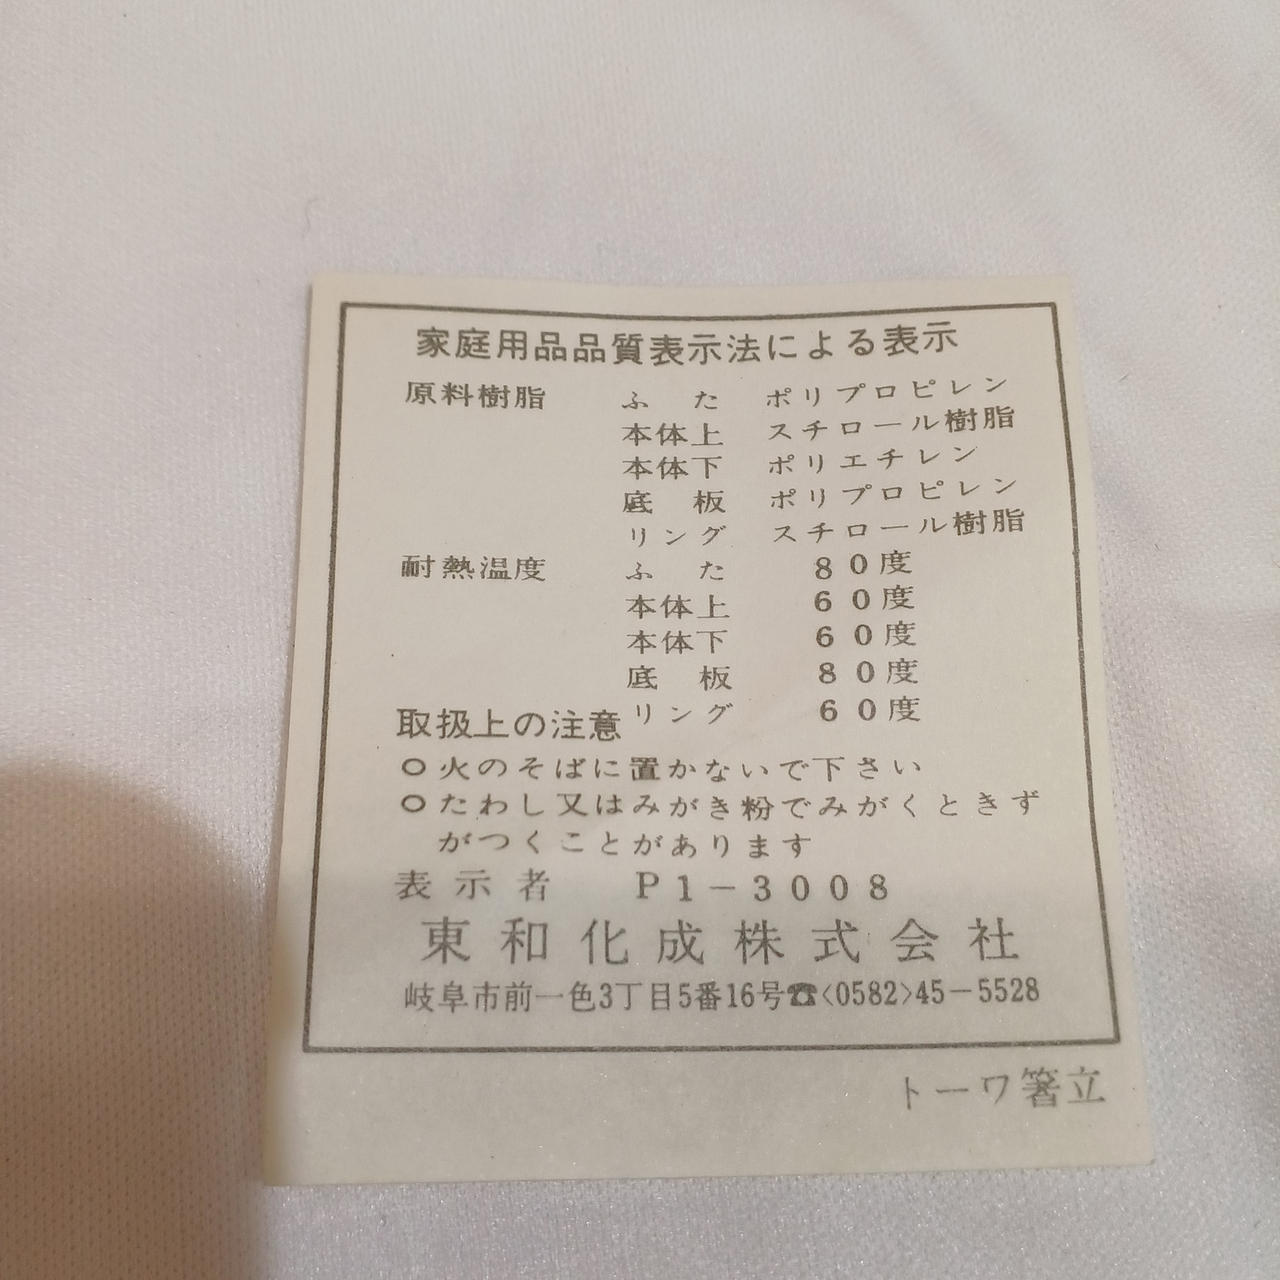 家庭用品品質表示法による表示
原料樹脂 ふた ポリプロピレン
本体上 スチロール樹脂
本体下 ポリエチレン
底板 ポリプロピレン
リング スチロール樹脂
耐熱温度 ふた 80度
本体上 60度
本体下 60度
底板 80度
リング 60度
取扱上の注意
○火のそばに置かないで下さい
○たわし又はみがき粉でみがくときず
がつくことがあります
表示者 P1-3008
東和化成株式会社
岐阜市前一色3丁目5番16号☎<0582>45-5528
トーワ箸立